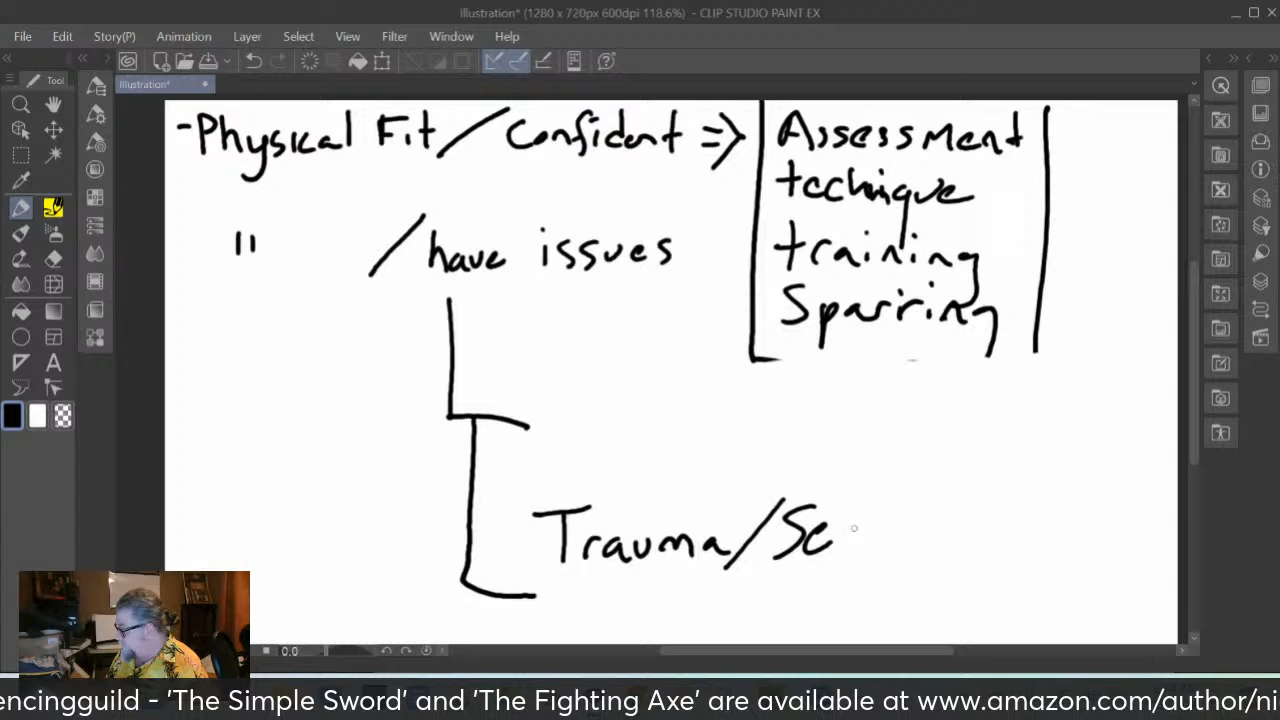 Illustration* (1280 x 720px 600dpi 118.6%) - CLIP STUDIO PAINT EX
File Edit Story(P) Animation Layer Select View Filter Window Help
Tool
Illustration*
-Physical Fit/Confident => Assessment
technique
" /have issues
training
Sparring
Trauma/Se
0.0
encingguild - 'The Simple Sword' and 'The Fighting Axe' are available at www.amazon.com/author/ni